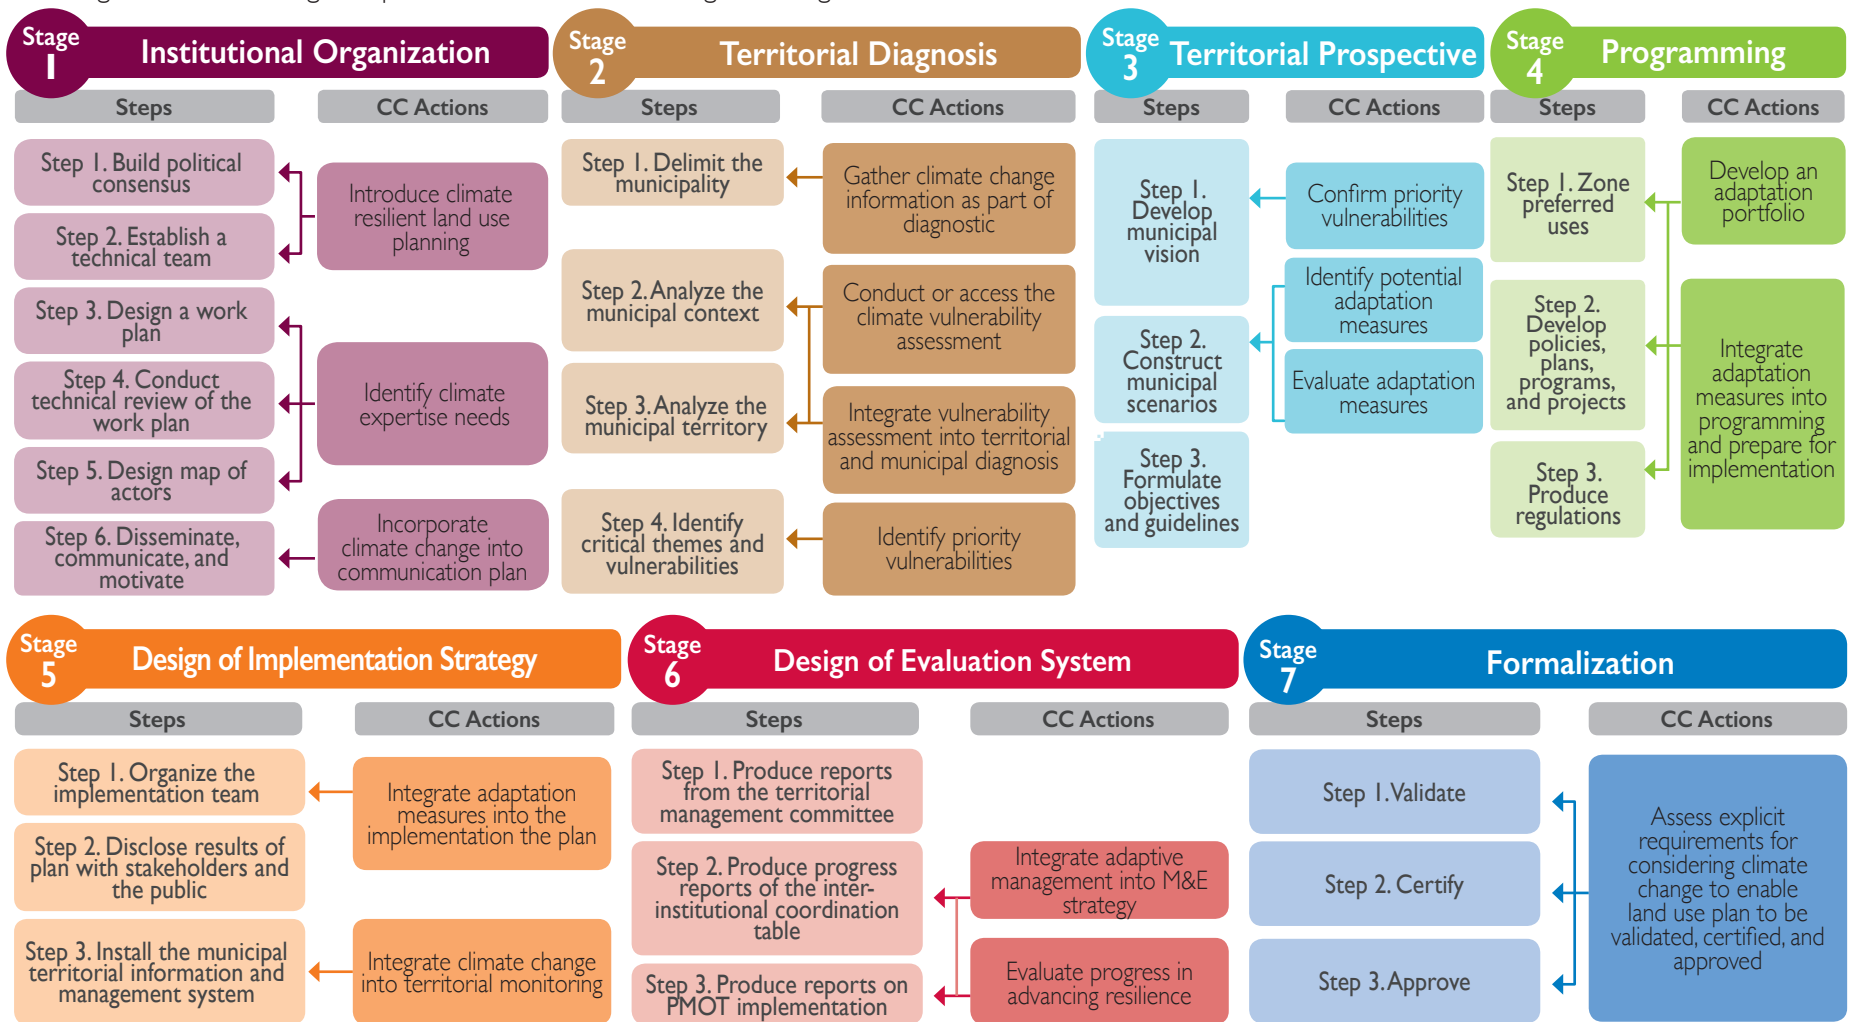 Stage
1
Institutional Organization
Steps
CC Actions
Step 1. Build political
consensus
Step 2. Establish a
technical team
Introduce climate
resilient land use
planning
Step 3. Design a work
plan
Step 4. Conduct
technical review of the
work plan
Step 5. Design map of
actors
Identify climate
expertise needs
Step 6. Disseminate,
communicate, and
motivate
Incorporate
climate change into
communication plan
Stage
2
Territorial Diagnosis
Steps
CC Actions
Step 1. Delimit the
municipality
Gather climate change
information as part of
diagnostic
Step 2. Analyze the
municipal context
Conduct or access the
climate vulnerability
assessment
Step 3. Analyze the
municipal territory
Integrate vulnerability
assessment into territorial
and municipal diagnosis
Step 4. Identify
critical themes and
vulnerabilities
Identify priority
vulnerabilities
Stage
3
Territorial Prospective
Steps
CC Actions
Step 1.
Develop
municipal
vision
Confirm priority
vulnerabilities
Step 2.
Construct
municipal
scenarios
Identify potential
adaptation
measures
Evaluate adaptation
measures
Step 3.
Formulate
objectives
and guidelines
Stage
4
Programming
Steps
CC Actions
Step 1. Zone
preferred
uses
Develop an
adaptation
portfolio
Step 2.
Develop
policies,
plans,
programs,
and projects
Step 3.
Produce
regulations
Integrate
adaptation
measures into
programming
and prepare for
implementation
Stage
5
Design of Implementation Strategy
Steps
CC Actions
Step 1. Organize the
implementation team
Integrate adaptation
measures into the
implementation the plan
Step 2. Disclose results of
plan with stakeholders and
the public
Step 3. Install the municipal
territorial information and
management system
Integrate climate change
into territorial monitoring
Stage
6
Design of Evaluation System
Steps
CC Actions
Step 1. Produce reports
from the territorial
management committee
Step 2. Produce progress
reports of the inter-
institutional coordination
table
Integrate adaptive
management into M&E
strategy
Step 3. Produce reports on
PMOT implementation
Evaluate progress in
advancing resilience
Stage
7
Formalization
Steps
CC Actions
Step 1. Validate
Step 2. Certify
Step 3. Approve
Assess explicit
requirements for
considering climate
change to enable
land use plan to be
validated, certified, and
approved